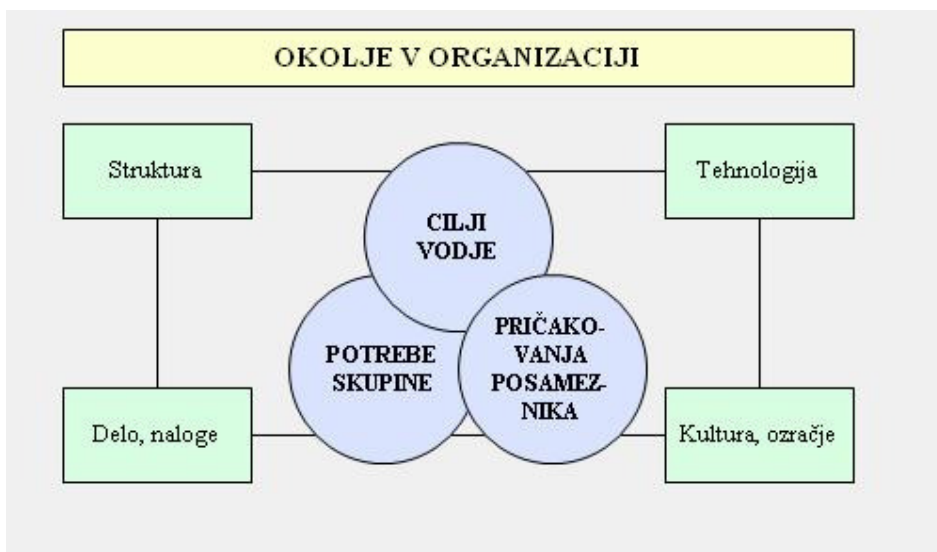 OKOLJE V ORGANIZACIJI
Struktura
Tehnologija
CILJI
VODJE
POTREBE
SKUPINE
PRIČAKO-
VANJA
POSAMEZ-
NIKA
Delo, naloge
Kultura, ozračje